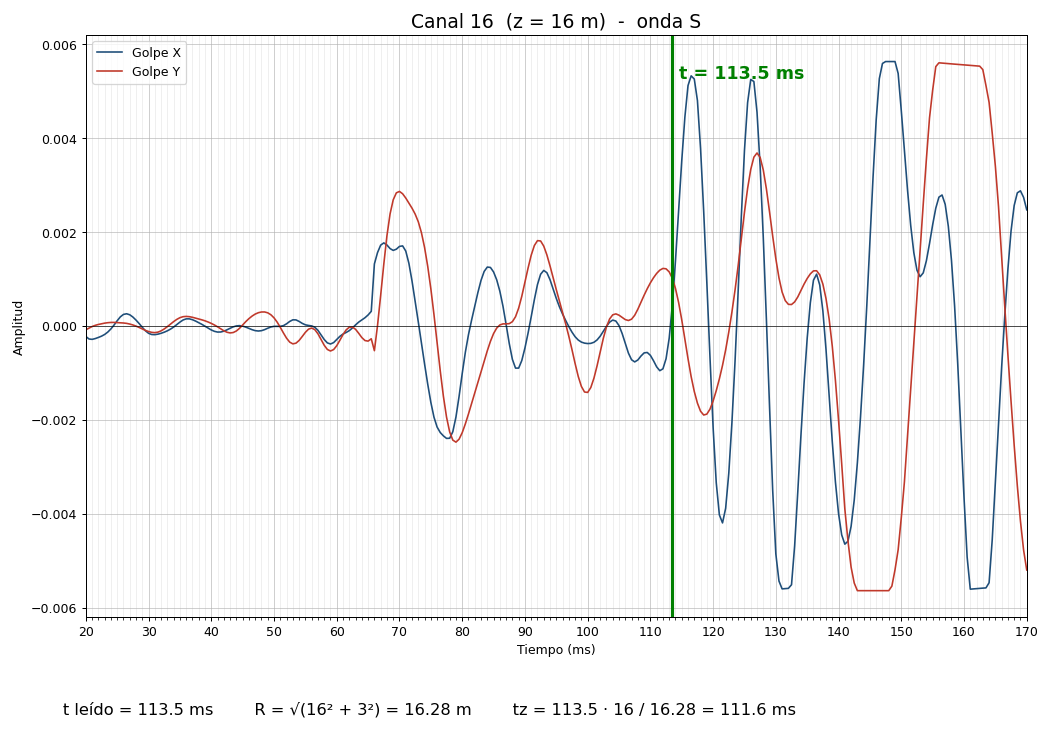 Canal 16 (z = 16 m) - onda S
Golpe X
Golpe Y
t = 113.5 ms
0.006
0.004
0.002
0.000
−0.002
−0.004
−0.006
Amplitud
20 30 40 50 60 70 80 90 100 110 120 130 140 150 160 170
Tiempo (ms)
t leído = 113.5 ms R = √(16² + 3²) = 16.28 m tz = 113.5 · 16 / 16.28 = 111.6 ms